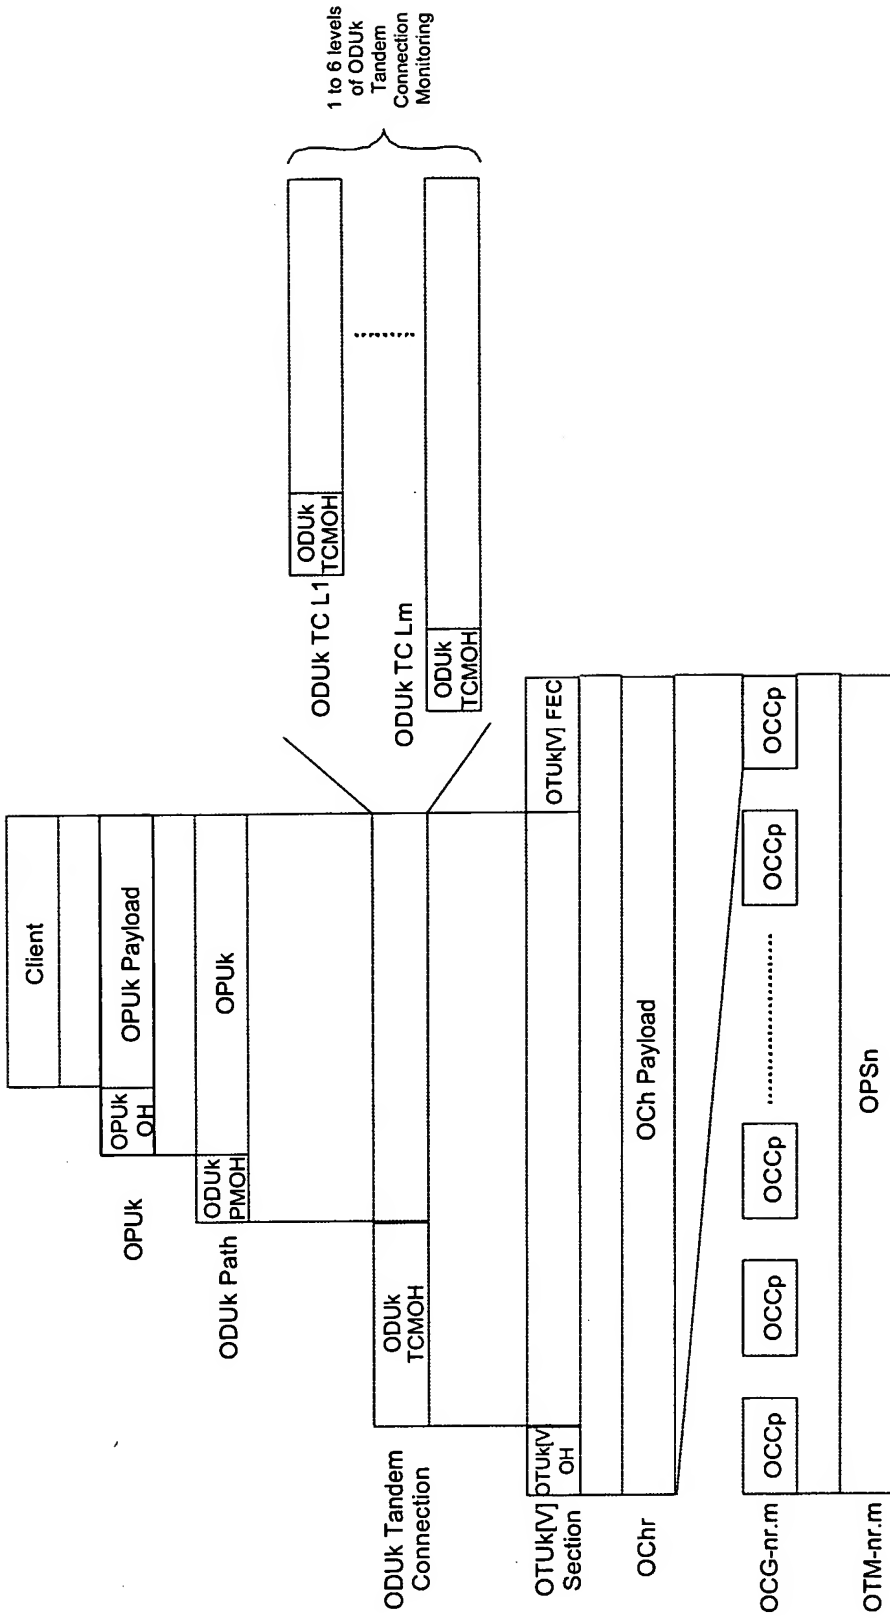 Client
OPUk
OPUk
OH
OPUk Payload
ODUk Path
ODUk
PMOH
OPUk
ODUk Tandem
Connection
ODUk
TCMOH
ODUk TC L1
ODUk
TCMOH
ODUk TC Lm
ODUk
TCMOH
1 to 6 levels
of ODUk
Tandem
Connection
Monitoring
OTUk[V]
Section
OTUk[V
OH
OTUk[V] FEC
OChr
OCh Payload
OCG-nr.m
OCCp
OCCp
OCCp
OCCp
OCCp
OTM-nr.m
OPSn